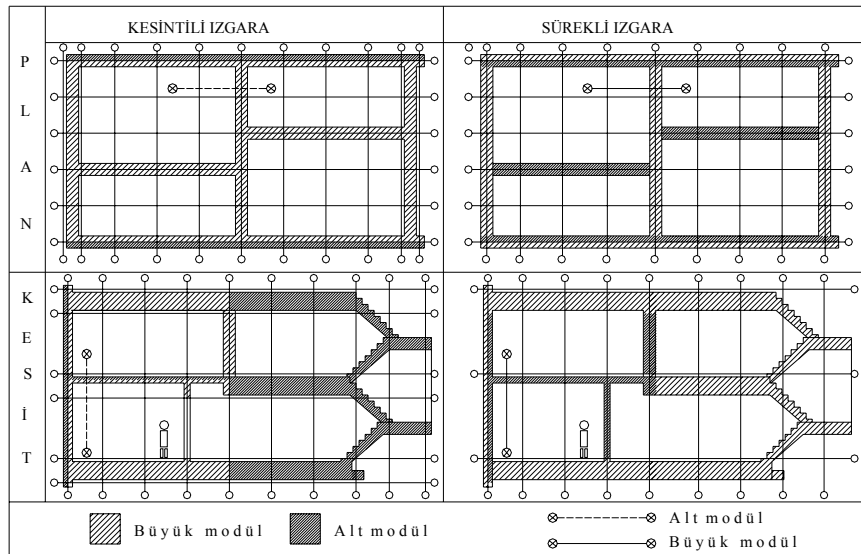 KESİNTİLİ IZGARA
SÜREKLİ IZGARA
P
L
A
N
K
E
S
İ
T
Büyük modül
Alt modül
Alt modül
Büyük modül